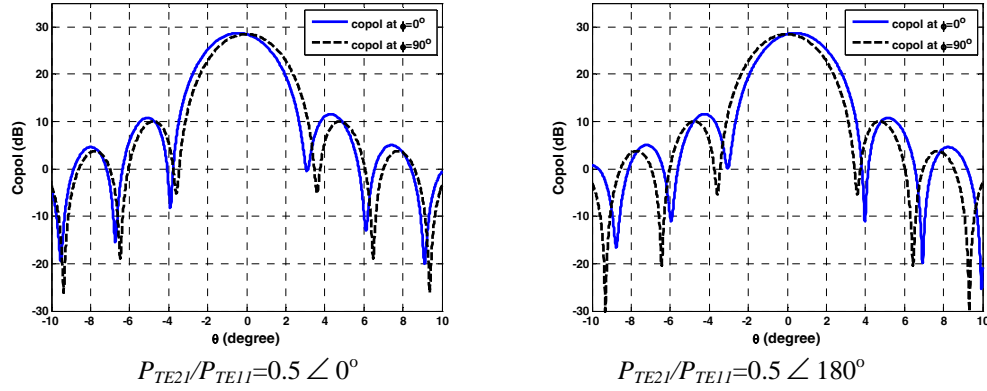 copol at ϕ=0°
copol at ϕ=90°
30
20
10
0
-10
-20
-30
-10 -8 -6 -4 -2 0 2 4 6 8 10
Copol (dB)
θ (degree)
P_TE21/P_TE11=0.5 ∠ 0°
copol at ϕ=0°
copol at ϕ=90°
30
20
10
0
-10
-20
-30
-10 -8 -6 -4 -2 0 2 4 6 8 10
Copol (dB)
θ (degree)
P_TE21/P_TE11=0.5 ∠ 180°